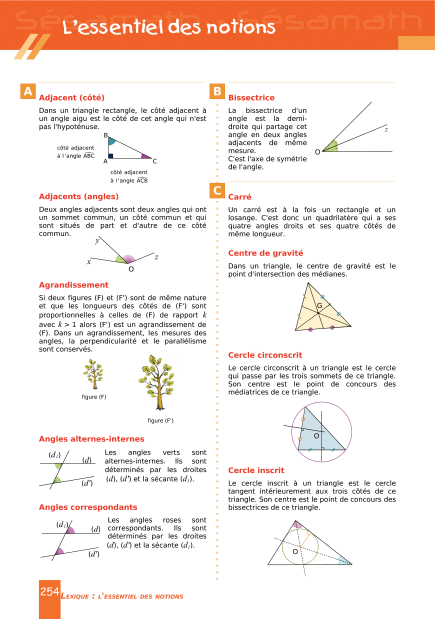 Sésamath - Sésamath
L'essentiel des notions
A
Adjacent (côté)
Dans un triangle rectangle, le côté adjacent à
un angle aigu est le côté de cet angle qui n'est
pas l'hypoténuse.
B
côté adjacent
à l'angle ABC
A
C
côté adjacent
à l'angle ACB
Adjacents (angles)
Deux angles adjacents sont deux angles qui ont
un sommet commun, un côté commun et qui
sont situés de part et d'autre de ce côté
commun.
y
x
z
O
Agrandissement
Si deux figures (F) et (F') sont de même nature
et que les longueurs des côtés de (F') sont
proportionnelles à celles de (F) de rapport k
avec k > 1 alors (F') est un agrandissement de
(F). Dans un agrandissement, les mesures des
angles, la perpendicularité et le parallélisme
sont conservés.
figure (F)
figure (F')
Angles alternes-internes
(d₁)
(d)
(d')
Les angles verts sont
alternes-internes. Ils sont
déterminés par les droites
(d), (d') et la sécante (d₁).
Angles correspondants
(d₁)
(d)
(d')
Les angles roses sont
correspondants. Ils sont
déterminés par les droites
(d), (d') et la sécante (d₁).
B
Bissectrice
La bissectrice d'un
angle est la demi-
droite qui partage cet
angle en deux angles
adjacents de même
mesure.
C'est l'axe de symétrie
de l'angle.
z
O
C
Carré
Un carré est à la fois un rectangle et un
losange. C'est donc un quadrilatère qui a ses
quatre angles droits et ses quatre côtés de
même longueur.
Centre de gravité
Dans un triangle, le centre de gravité est le
point d'intersection des médianes.
G
Cercle circonscrit
Le cercle circonscrit à un triangle est le cercle
qui passe par les trois sommets de ce triangle.
Son centre est le point de concours des
médiatrices de ce triangle.
O
Cercle inscrit
Le cercle inscrit à un triangle est le cercle
tangent intérieurement aux trois côtés de ce
triangle. Son centre est le point de concours des
bissectrices de ce triangle.
O
254 LEXIQUE : L'ESSENTIEL DES NOTIONS